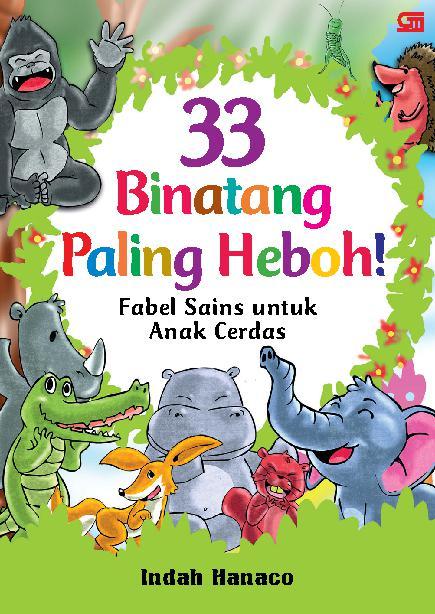 33
Binatang
Paling Heboh!
Fabel Sains untuk
Anak Cerdas
Indah Hanaco